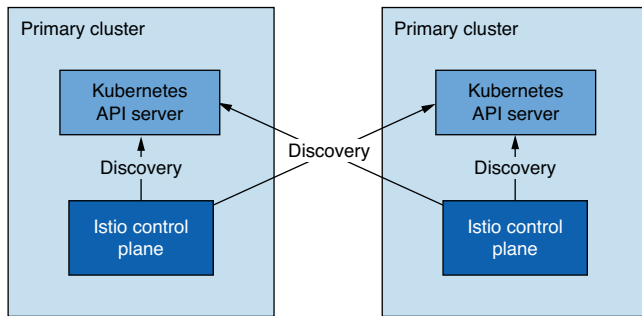 Primary cluster
Kubernetes
API server
Discovery
Istio control
plane
Discovery
Primary cluster
Kubernetes
API server
Discovery
Istio control
plane